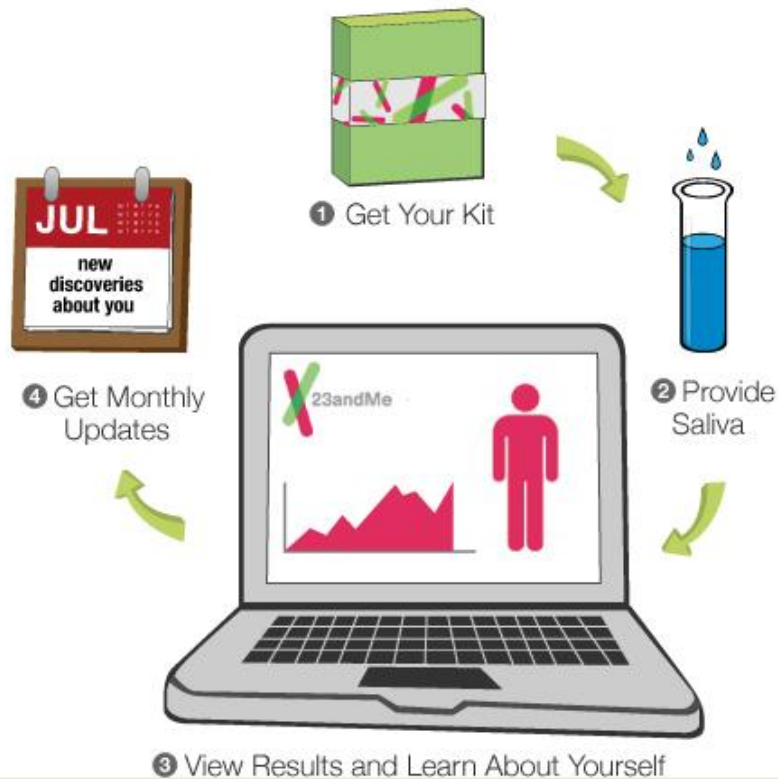 ❶ Get Your Kit
❷ Provide
Saliva
23andMe
❸ View Results and Learn About Yourself
❹ Get Monthly
Updates
JUL
new
discoveries
about you